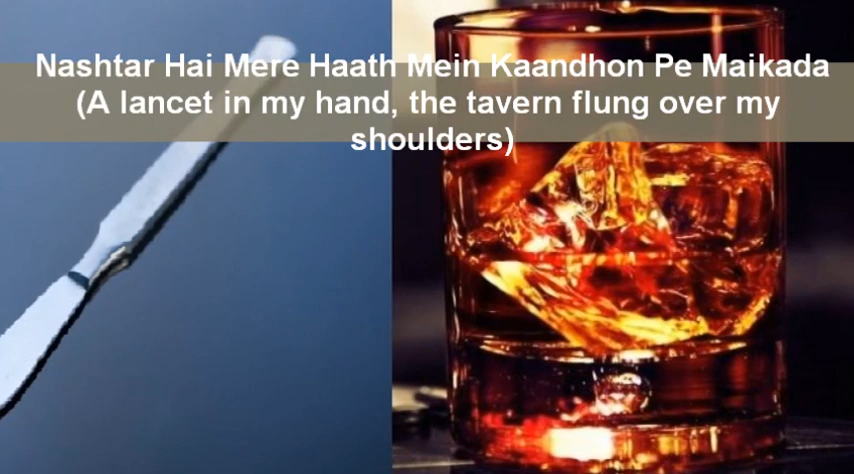 Nashtar Hai Mere Haath Mein Kaandhon Pe Maikada
(A lancet in my hand, the tavern flung over my
shoulders)